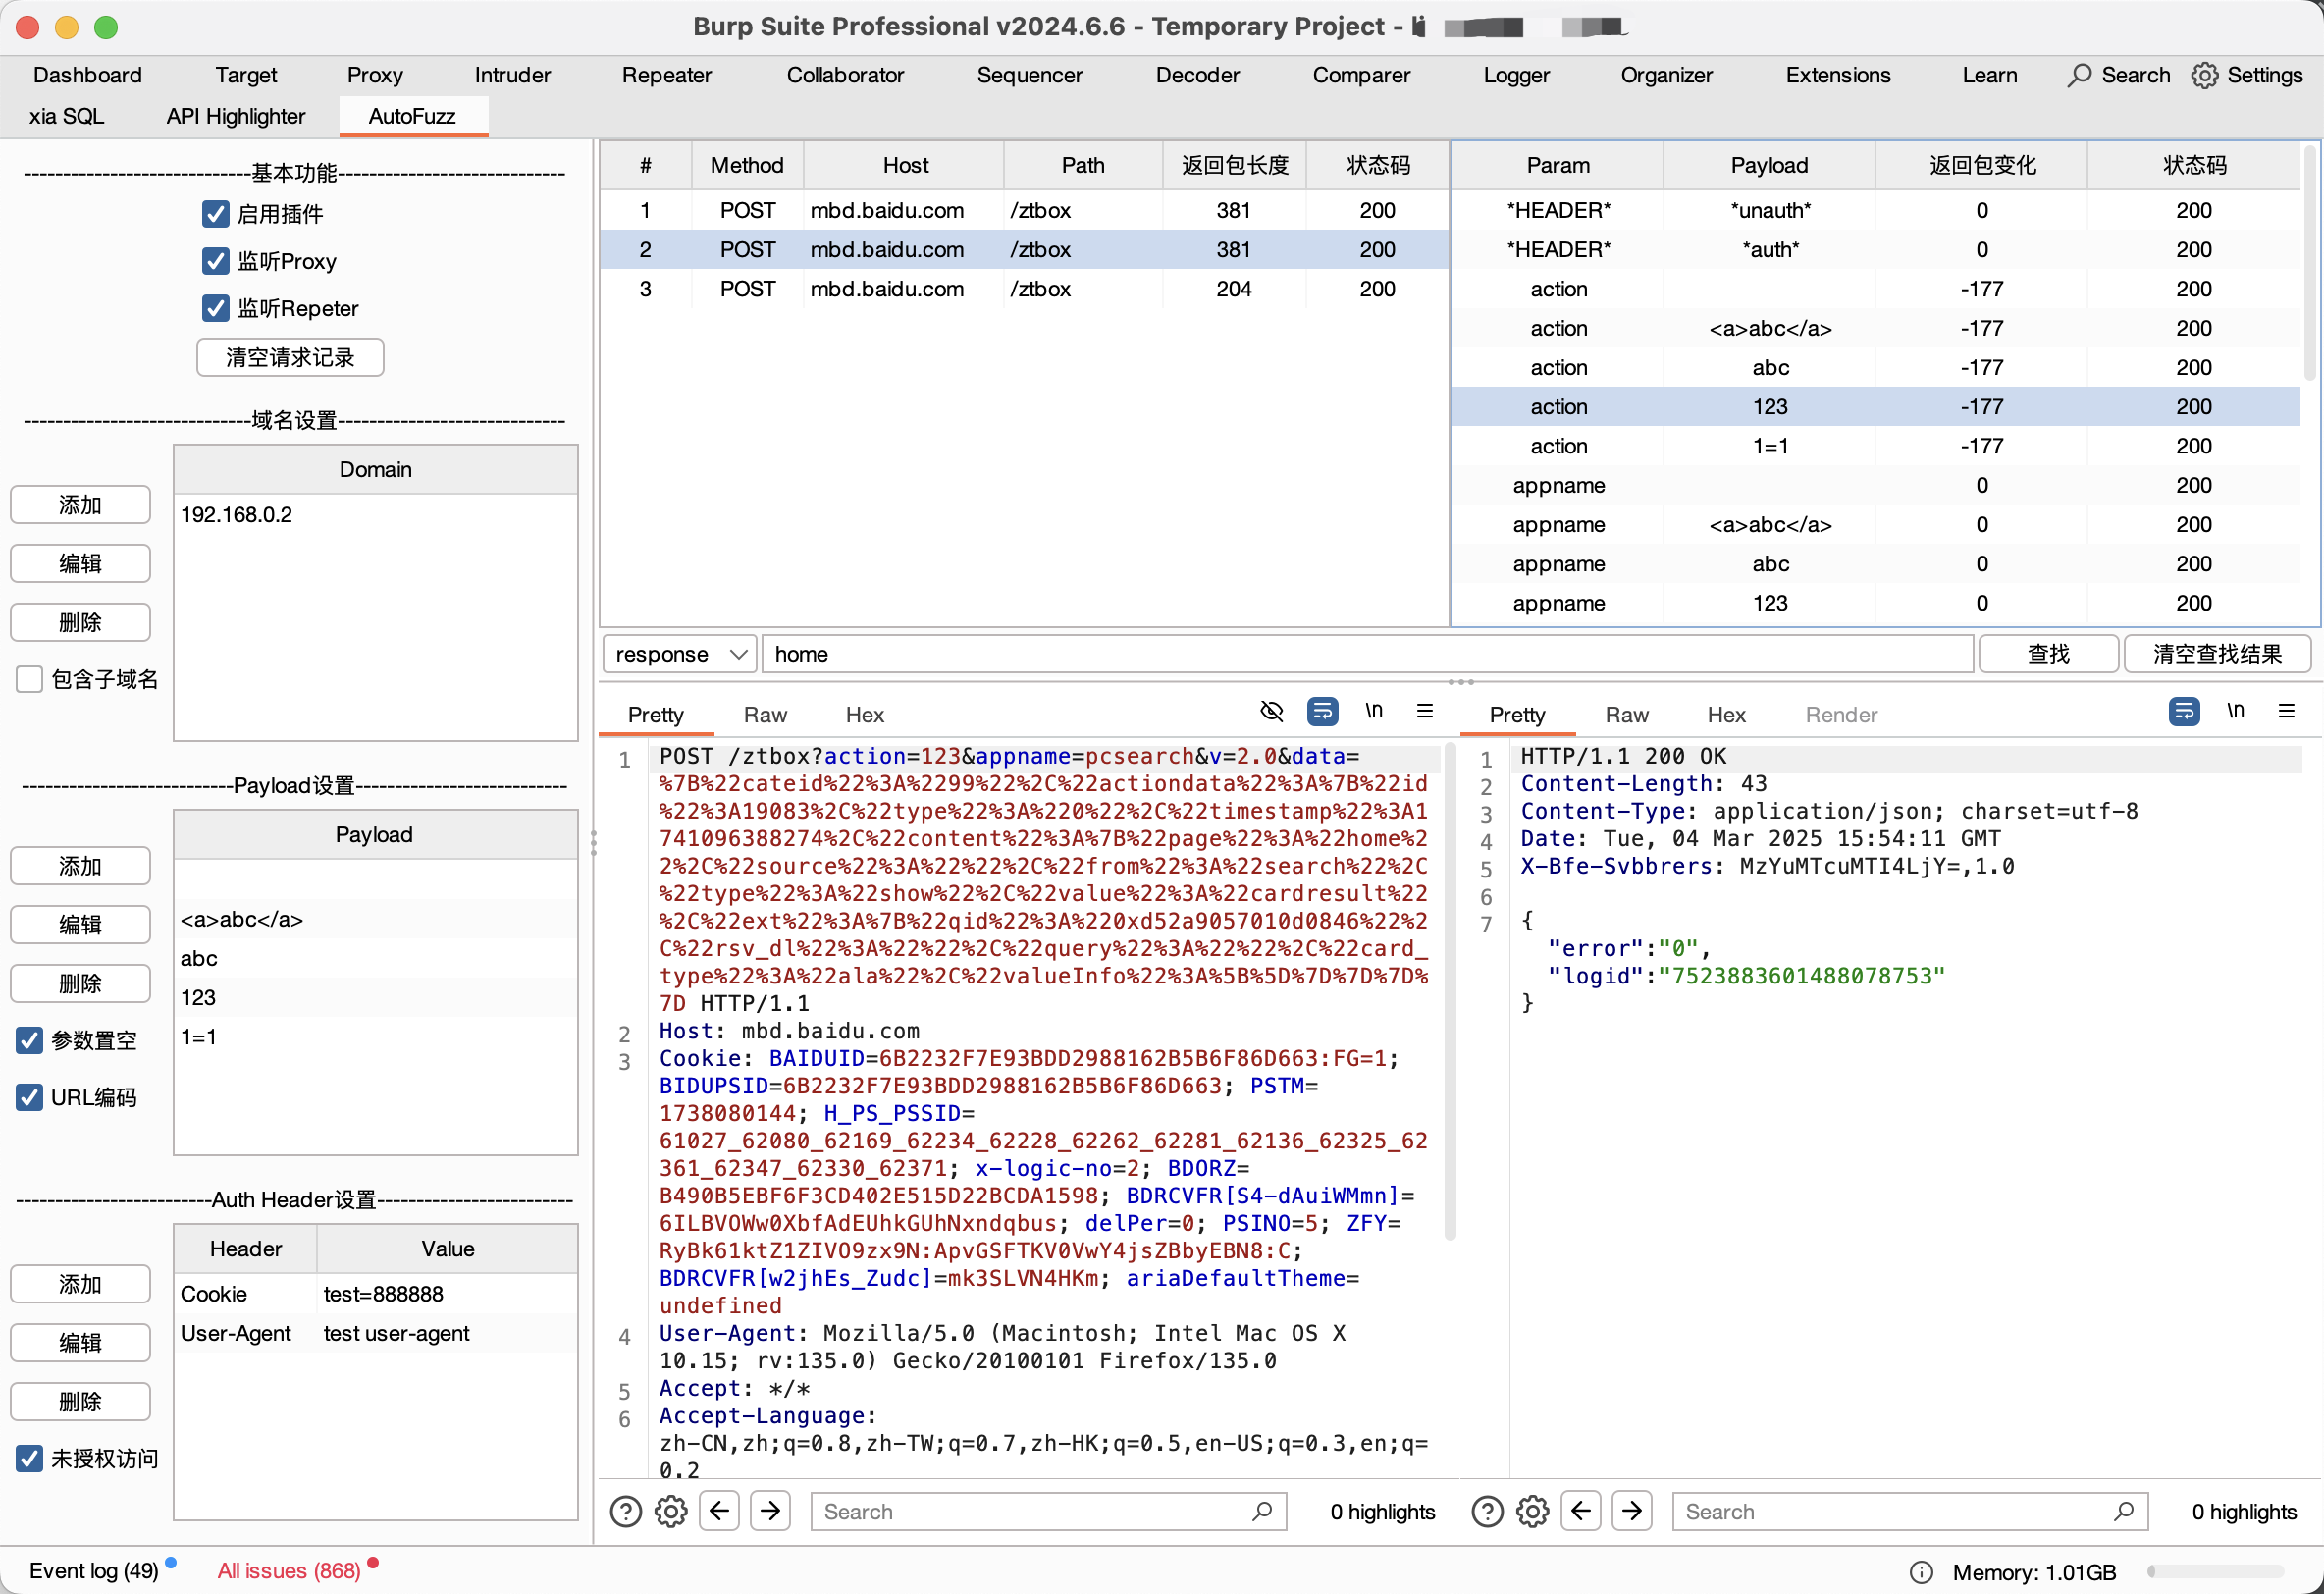 Burp Suite Professional v2024.6.6 - Temporary Project -
Dashboard Target Proxy Intruder Repeater Collaborator Sequencer Decoder Comparer Logger Organizer Extensions Learn Search Settings
xia SQL API Highlighter AutoFuzz
-----------------------------基本功能-----------------------------
启用插件
监听Proxy
监听Repeter
清空请求记录
-----------------------------域名设置-----------------------------
Domain
192.168.0.2
添加
编辑
删除
包含子域名
---------------------------Payload设置---------------------------
Payload
<a>abc</a>
abc
123
1=1
添加
编辑
删除
参数置空
URL编码
-------------------------Auth Header设置-------------------------
Header Value
Cookie test=888888
User-Agent test user-agent
添加
编辑
删除
未授权访问
# Method Host Path 返回包长度 状态码
1 POST mbd.baidu.com /ztbox 381 200
2 POST mbd.baidu.com /ztbox 381 200
3 POST mbd.baidu.com /ztbox 204 200
Param Payload 返回包变化 状态码
*HEADER* *unauth* 0 200
*HEADER* *auth* 0 200
action -177 200
action <a>abc</a> -177 200
action abc -177 200
action 123 -177 200
action 1=1 -177 200
appname 0 200
appname <a>abc</a> 0 200
appname abc 0 200
appname 123 0 200
response home 查找 清空查找结果
Pretty Raw Hex \n
1 POST /ztbox?action=123&appname=pcsearch&v=2.0&data=
%7B%22cateid%22%3A%2299%22%2C%22actiondata%22%3A%7B%22id
%22%3A19083%2C%22type%22%3A%220%22%2C%22timestamp%22%3A1
741096388274%2C%22content%22%3A%7B%22page%22%3A%22home%2
2%2C%22source%22%3A%22%22%2C%22from%22%3A%22search%22%2C
%22type%22%3A%22show%22%2C%22value%22%3A%22cardresult%22
%2C%22ext%22%3A%7B%22qid%22%3A%220xd52a9057010d0846%22%2
C%22rsv_dl%22%3A%22%22%2C%22query%22%3A%22%22%2C%22card_
type%22%3A%22ala%22%2C%22valueInfo%22%3A%5B%5D%7D%7D%7D%
7D HTTP/1.1
2 Host: mbd.baidu.com
3 Cookie: BAIDUID=6B2232F7E93BDD2988162B5B6F86D663:FG=1;
BIDUPSID=6B2232F7E93BDD2988162B5B6F86D663; PSTM=
1738080144; H_PS_PSSID=
61027_62080_62169_62234_62228_62262_62281_62136_62325_62
361_62347_62330_62371; x-logic-no=2; BDORZ=
B490B5EBF6F3CD402E515D22BCDA1598; BDRCVFR[S4-dAuiWMmn]=
6ILBVOWw0XbfAdEUhkGUhNxndqbus; delPer=0; PSINO=5; ZFY=
RyBk61ktZ1ZIVO9zx9N:ApvGSFTKV0VwY4jsZBbyEBN8:C;
BDRCVFR[w2jhEs_Zudc]=mk3SLVN4HKm; ariaDefaultTheme=
undefined
4 User-Agent: Mozilla/5.0 (Macintosh; Intel Mac OS X
10.15; rv:135.0) Gecko/20100101 Firefox/135.0
5 Accept: */*
6 Accept-Language:
zh-CN,zh;q=0.8,zh-TW;q=0.7,zh-HK;q=0.5,en-US;q=0.3,en;q=
0.2
Search 0 highlights
Pretty Raw Hex Render \n
1 HTTP/1.1 200 OK
2 Content-Length: 43
3 Content-Type: application/json; charset=utf-8
4 Date: Tue, 04 Mar 2025 15:54:11 GMT
5 X-Bfe-Svbbrers: MzYuMTcuMTI4LjY=,1.0
6
7 {
"error":"0",
"logid":"7523883601488078753"
}
Search 0 highlights
Event log (49) All issues (868) Memory: 1.01GB